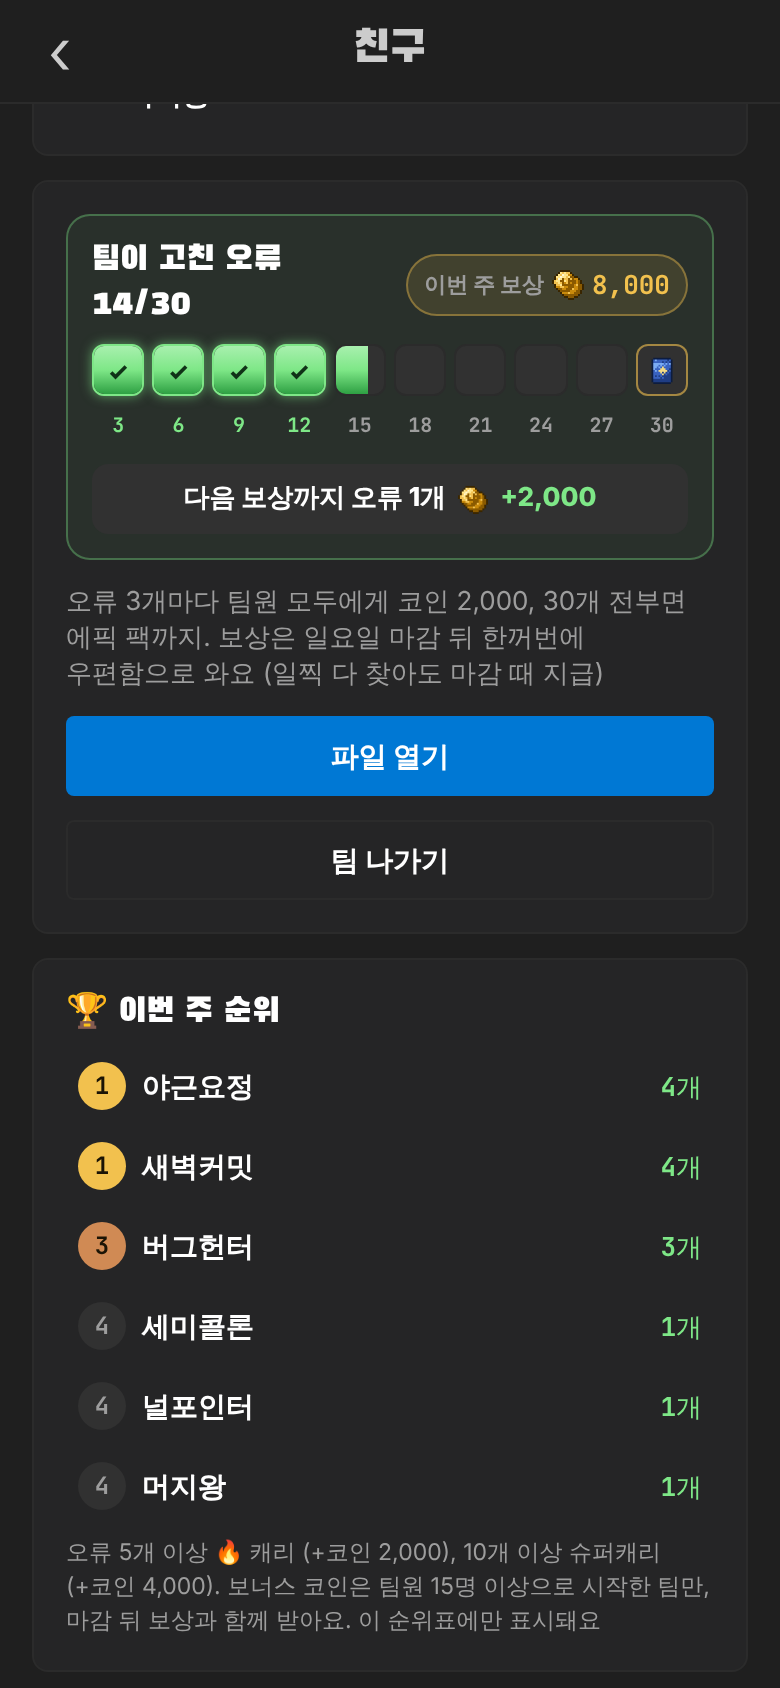 친구
팀이 고친 오류
14/30
이번 주 보상 8,000
3 6 9 12 15 18 21 24 27 30
다음 보상까지 오류 1개 +2,000
오류 3개마다 팀원 모두에게 코인 2,000, 30개 전부면
에픽 팩까지. 보상은 일요일 마감 뒤 한꺼번에
우편함으로 와요 (일찍 다 찾아도 마감 때 지급)
파일 열기
팀 나가기
🏆 이번 주 순위
1 야근요정 4개
1 새벽커밋 4개
3 버그헌터 3개
4 세미콜론 1개
4 널포인터 1개
4 머지왕 1개
오류 5개 이상 🔥 캐리 (+코인 2,000), 10개 이상 슈퍼캐리
(+코인 4,000). 보너스 코인은 팀원 15명 이상으로 시작한 팀만,
마감 뒤 보상과 함께 받아요. 이 순위표에만 표시돼요